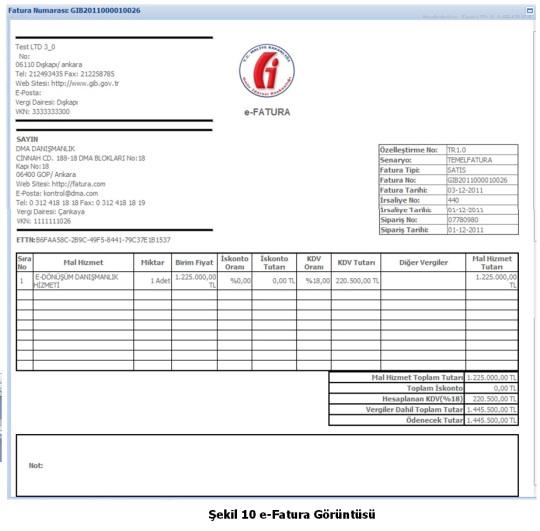 Fatura Numarası: GIB2011000010026
Test LTD 3_0
No:
06110 Dışkapı/ ankara
Tel: 212493435 Fax: 212258785
Web Sitesi: http://www.gib.gov.tr
E-Posta:
Vergi Dairesi: Dışkapı
VKN: 3333333300
e-FATURA
SAYIN
DMA DANIŞMANLIK
CİNNAH CD. 188-18 DMA BLOKLARI No:18
Kapı No:18
06400 GOP/ Ankara
Web Sitesi: http://fatura.com
E-Posta: kontrol@dma.com
Tel: 0 312 418 18 18 Fax: 0 312 418 18 19
Vergi Dairesi: Çankaya
VKN: 1111111026
Özelleştirme No: TR1.0
Senaryo: TEMELFATURA
Fatura Tipi: SATIS
Fatura No: GIB2011000010026
Fatura Tarihi: 03-12-2011
İrsaliye No: 440
İrsaliye Tarihi: 01-12-2011
Sipariş No: 07780980
Sipariş Tarihi: 01-12-2011
ETTN: B6FAA58C-2B9C-49F5-8441-79C37E1B1537
Sıra No Mal Hizmet Miktar Birim Fiyat İskonto Oranı İskonto Tutarı KDV Oranı KDV Tutarı Diğer Vergiler Mal Hizmet Tutarı
1 E-DÖNÜŞÜM DANIŞMANLIK HİZMETİ 1 Adet 1.225.000,00 TL %0,00 0,00 TL %18,00 220.500,00 TL 1.225.000,00 TL
Mal Hizmet Toplam Tutarı 1.225.000,00 TL
Toplam İskonto 0,00 TL
Hesaplanan KDV(%18) 220.500,00 TL
Vergiler Dahil Toplam Tutar 1.445.500,00 TL
Ödenecek Tutar 1.445.500,00 TL
Not:
Şekil 10 e-Fatura Görüntüsü